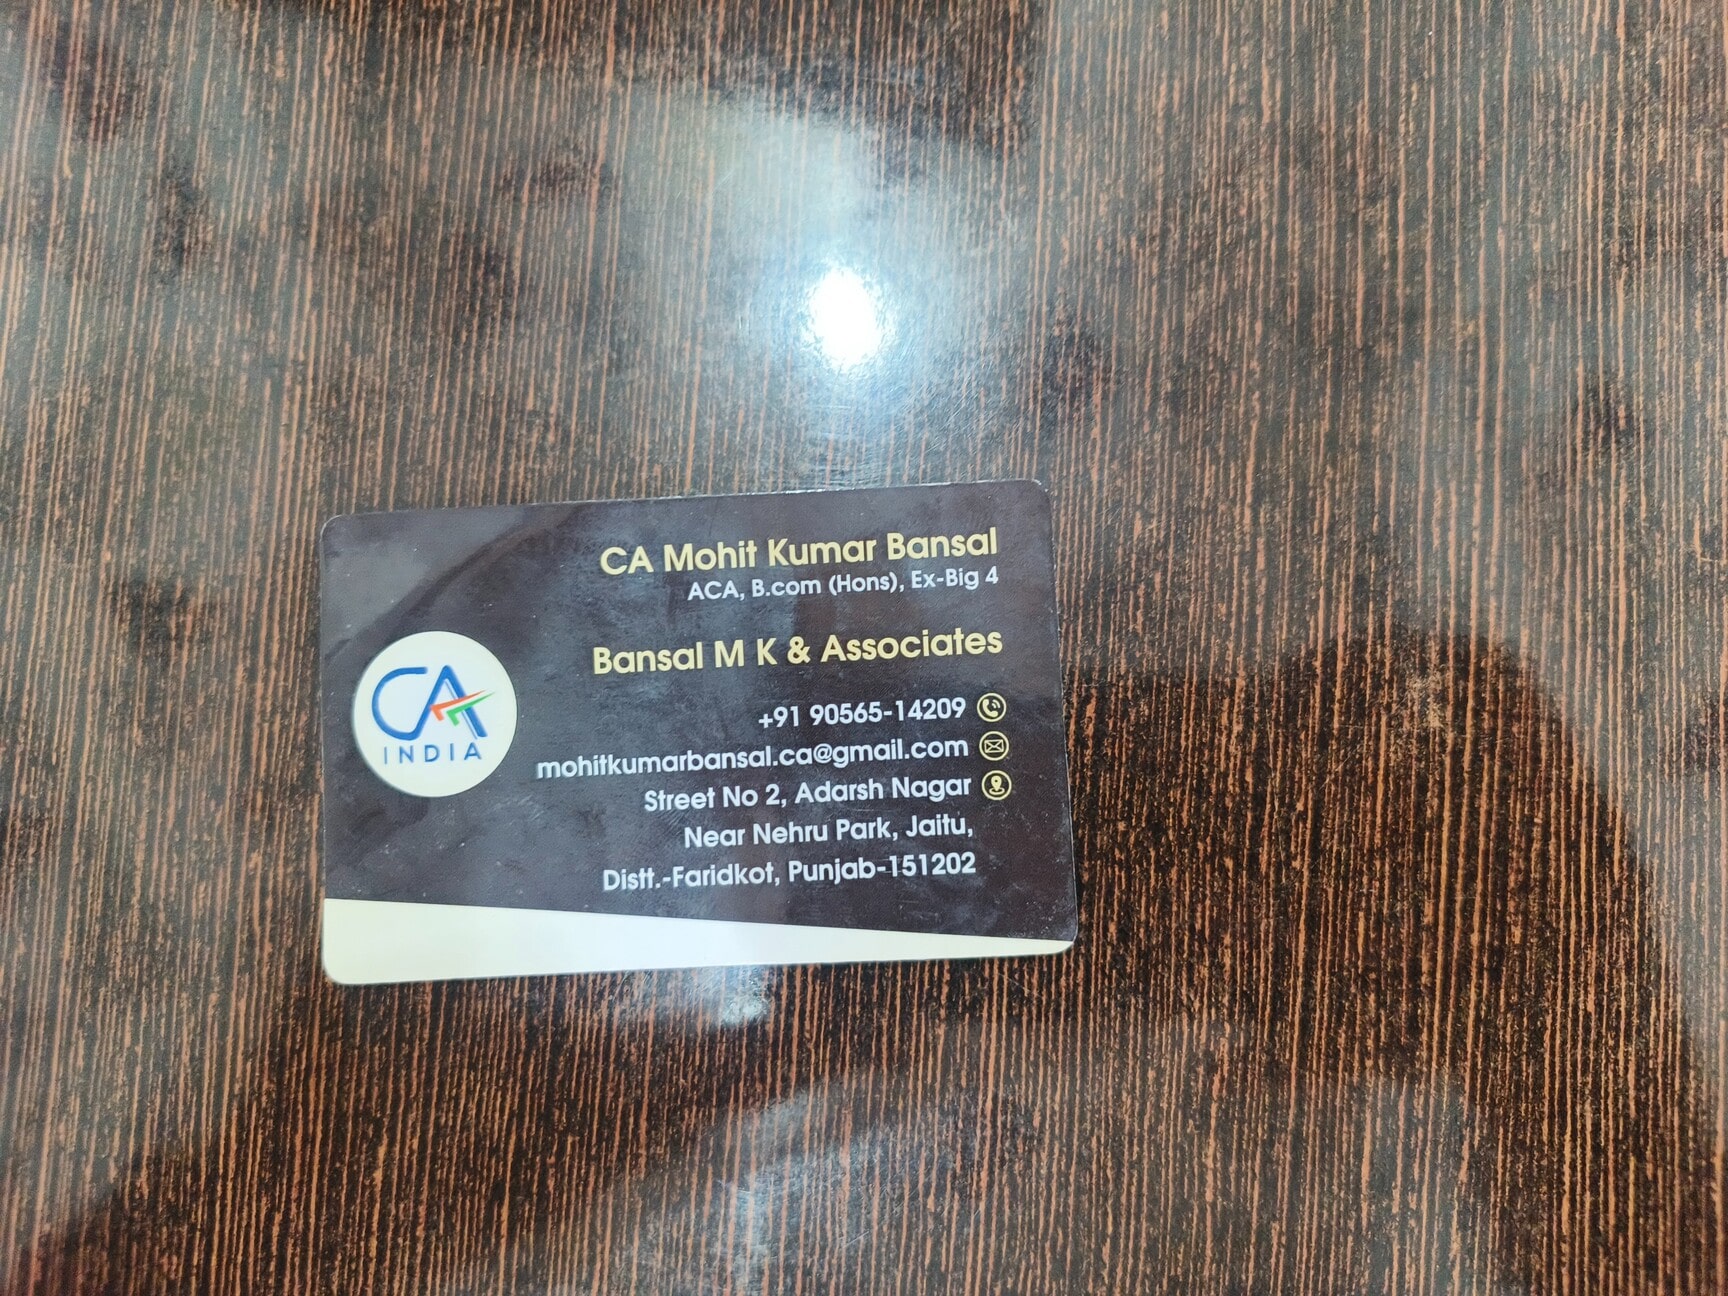 CA Mohit Kumar Bansal
ACA, B.com (Hons), Ex-Big 4
Bansal M K & Associates
CA
INDIA
+91 90565-14209
mohitkumarbansal.ca@gmail.com
Street No 2, Adarsh Nagar
Near Nehru Park, Jaitu,
Distt.-Faridkot, Punjab-151202